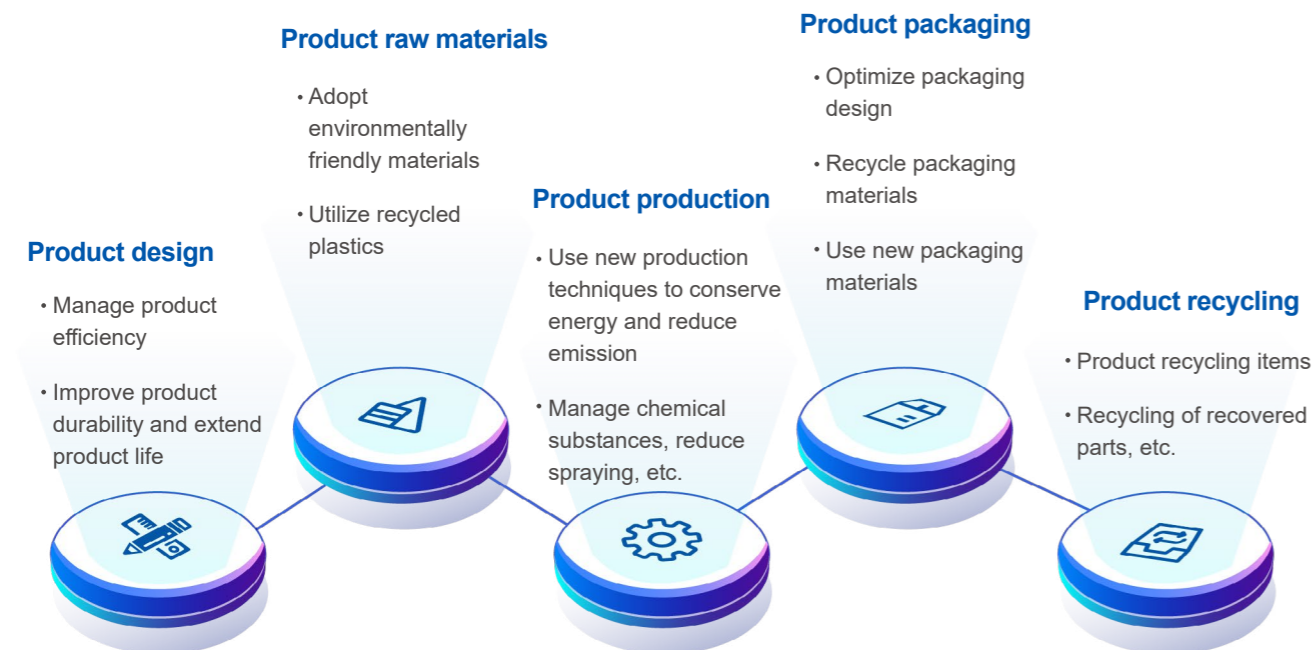 Product design
• Manage product
efficiency
• Improve product
durability and extend
product life
Product raw materials
• Adopt
environmentally
friendly materials
• Utilize recycled
plastics
Product production
• Use new production
techniques to conserve
energy and reduce
emission
• Manage chemical
substances, reduce
spraying, etc.
Product packaging
• Optimize packaging
design
• Recycle packaging
materials
• Use new packaging
materials
Product recycling
• Product recycling items
• Recycling of recovered
parts, etc.